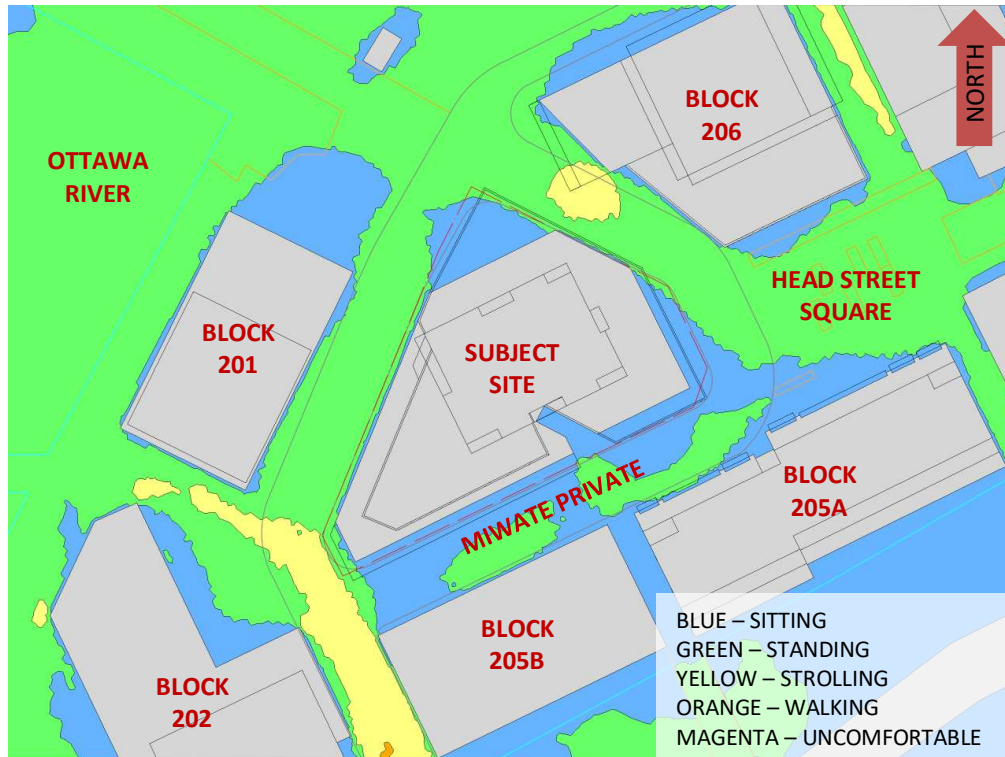 NORTH
BLOCK
206
OTTAWA
RIVER
HEAD STREET
SQUARE
BLOCK
201
SUBJECT
SITE
MIWATE PRIVATE
BLOCK
205A
BLOCK
205B
BLOCK
202
BLUE – SITTING
GREEN – STANDING
YELLOW – STROLLING
ORANGE – WALKING
MAGENTA – UNCOMFORTABLE